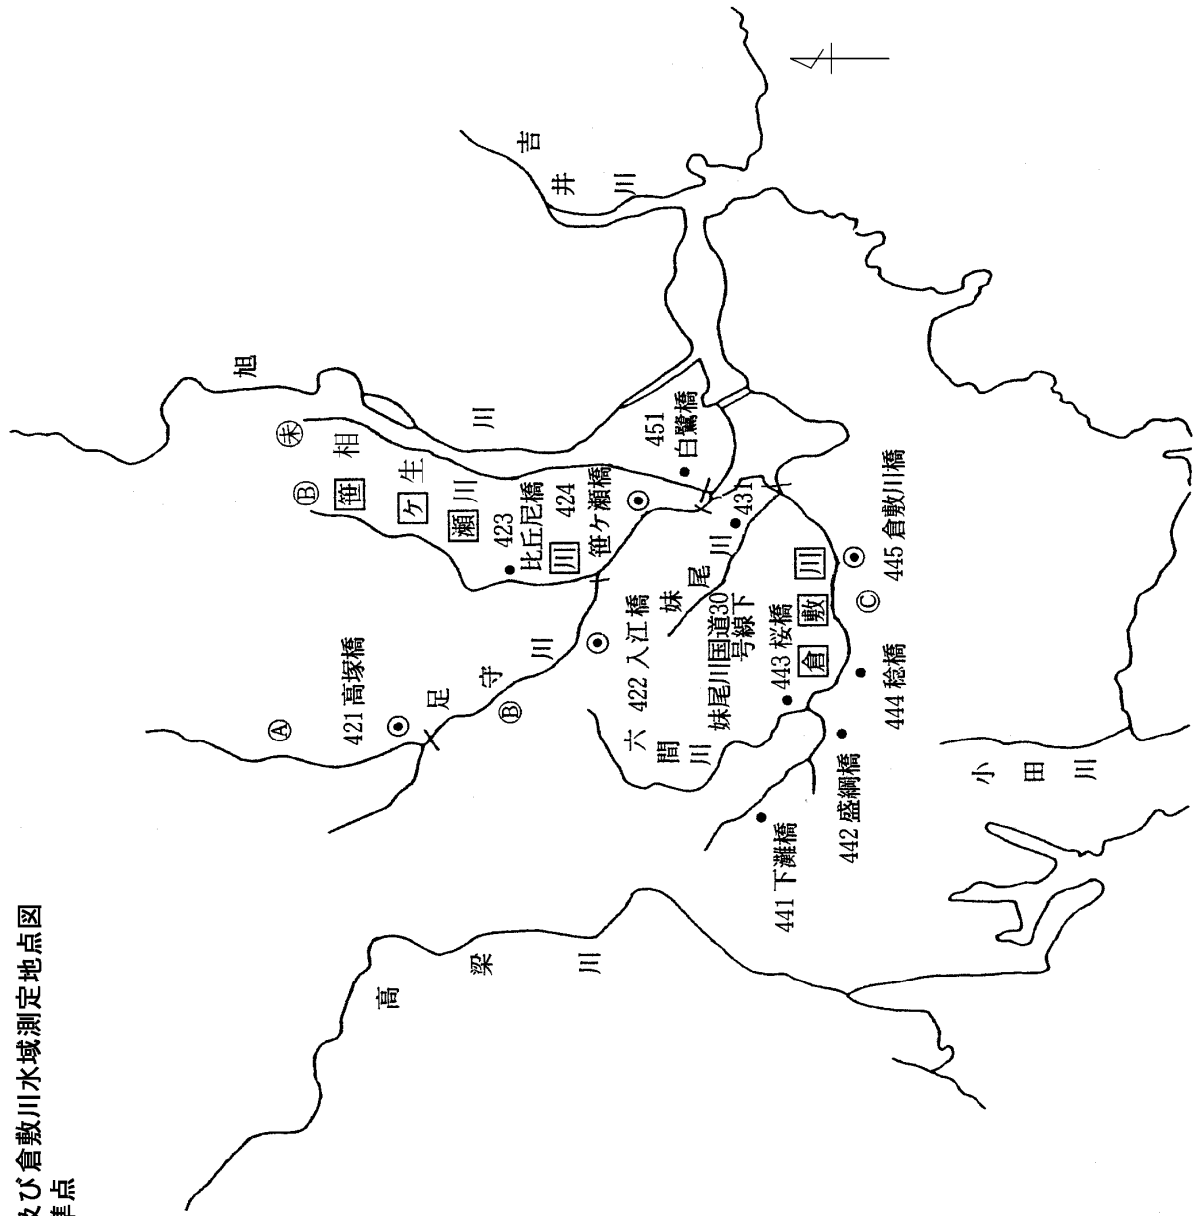 及び倉敷川水域測定地点図
準点
高梁川
旭川
吉井川
Ⓐ
421 高塚橋
足守川
Ⓑ
422 入江橋
Ⓑ
笹ケ瀬川
㊍
相生川
423
比丘尼橋
424
笹ケ瀬橋
451
白鷺橋
妹尾川
431
妹尾川国道30
号線下
六間川
443 桜橋
倉敷川
Ⓒ
441 下灘橋
442 盛綱橋
444 稔橋
445 倉敷川橋
小田川